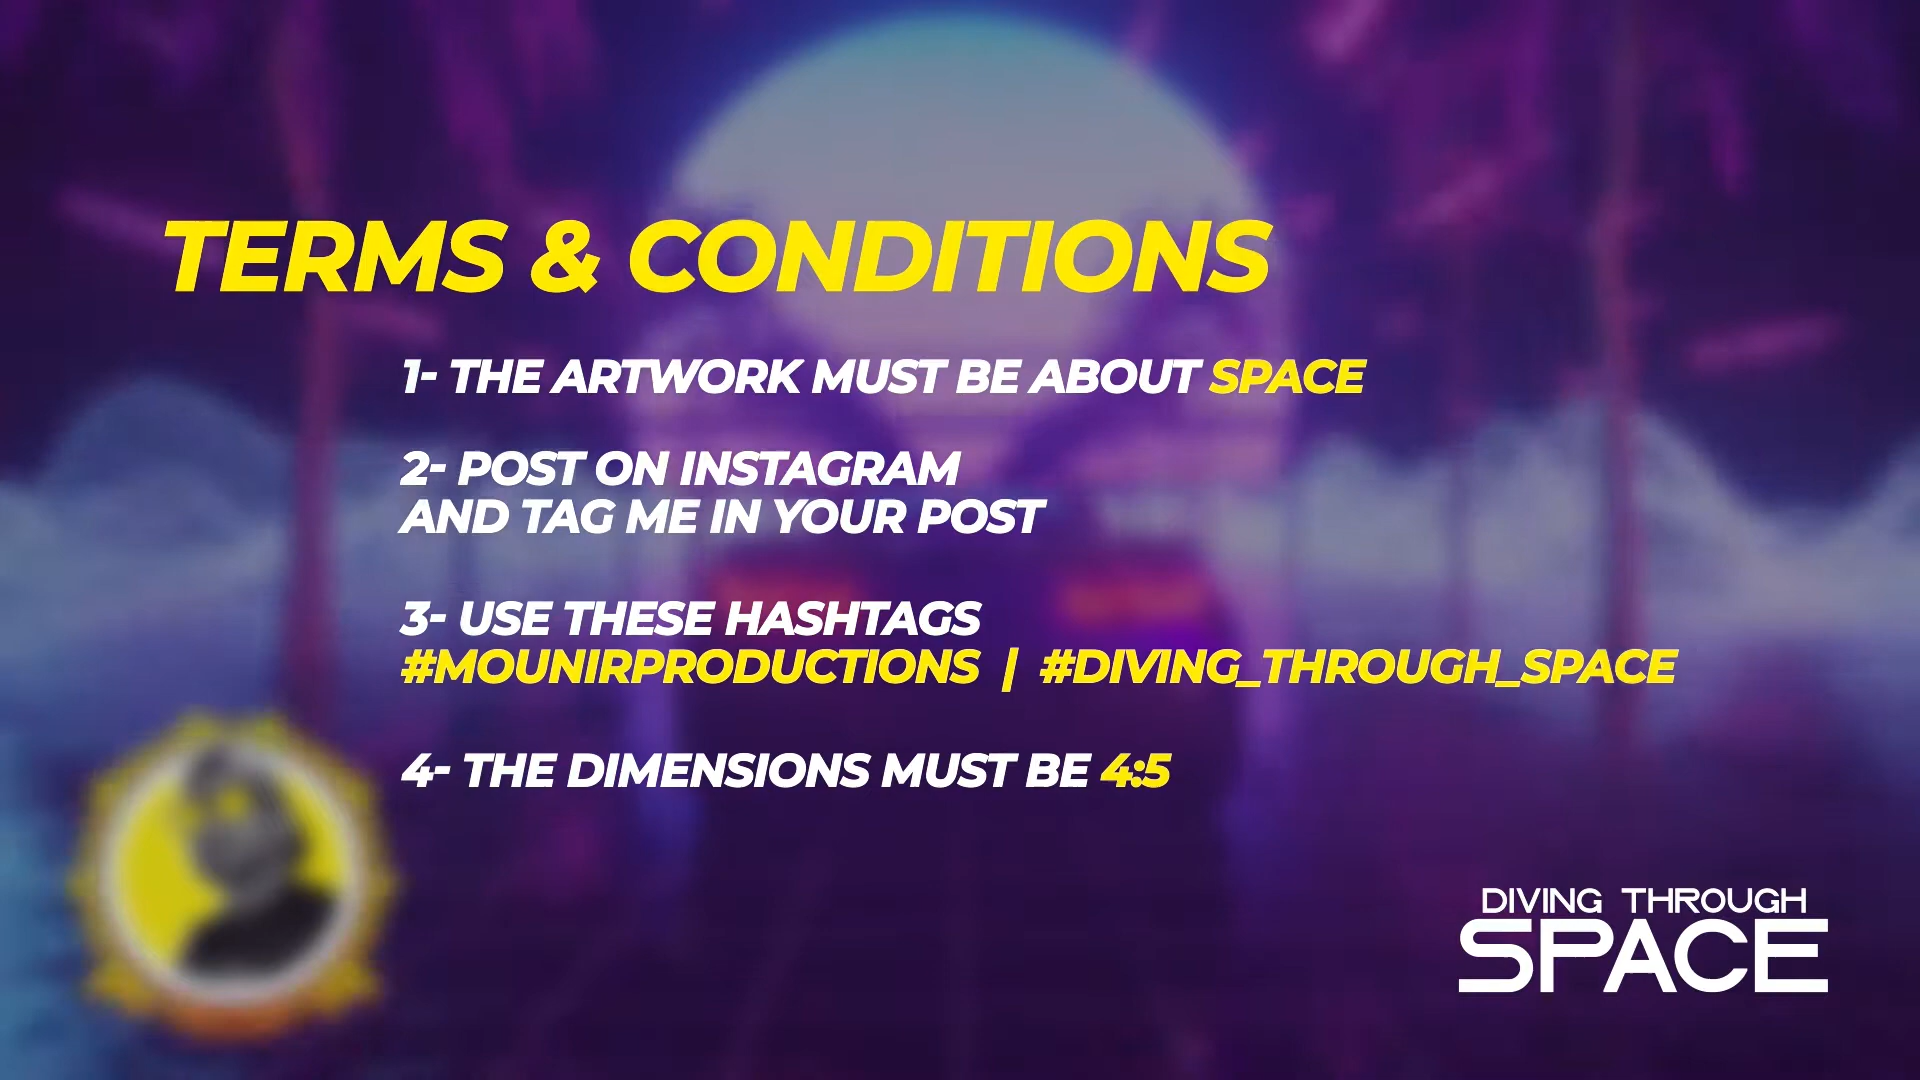 TERMS & CONDITIONS
1- THE ARTWORK MUST BE ABOUT SPACE
2- POST ON INSTAGRAM
AND TAG ME IN YOUR POST
3- USE THESE HASHTAGS
#MOUNIRPRODUCTIONS | #DIVING_THROUGH_SPACE
4- THE DIMENSIONS MUST BE 4:5
DIVING THROUGH
SPACE